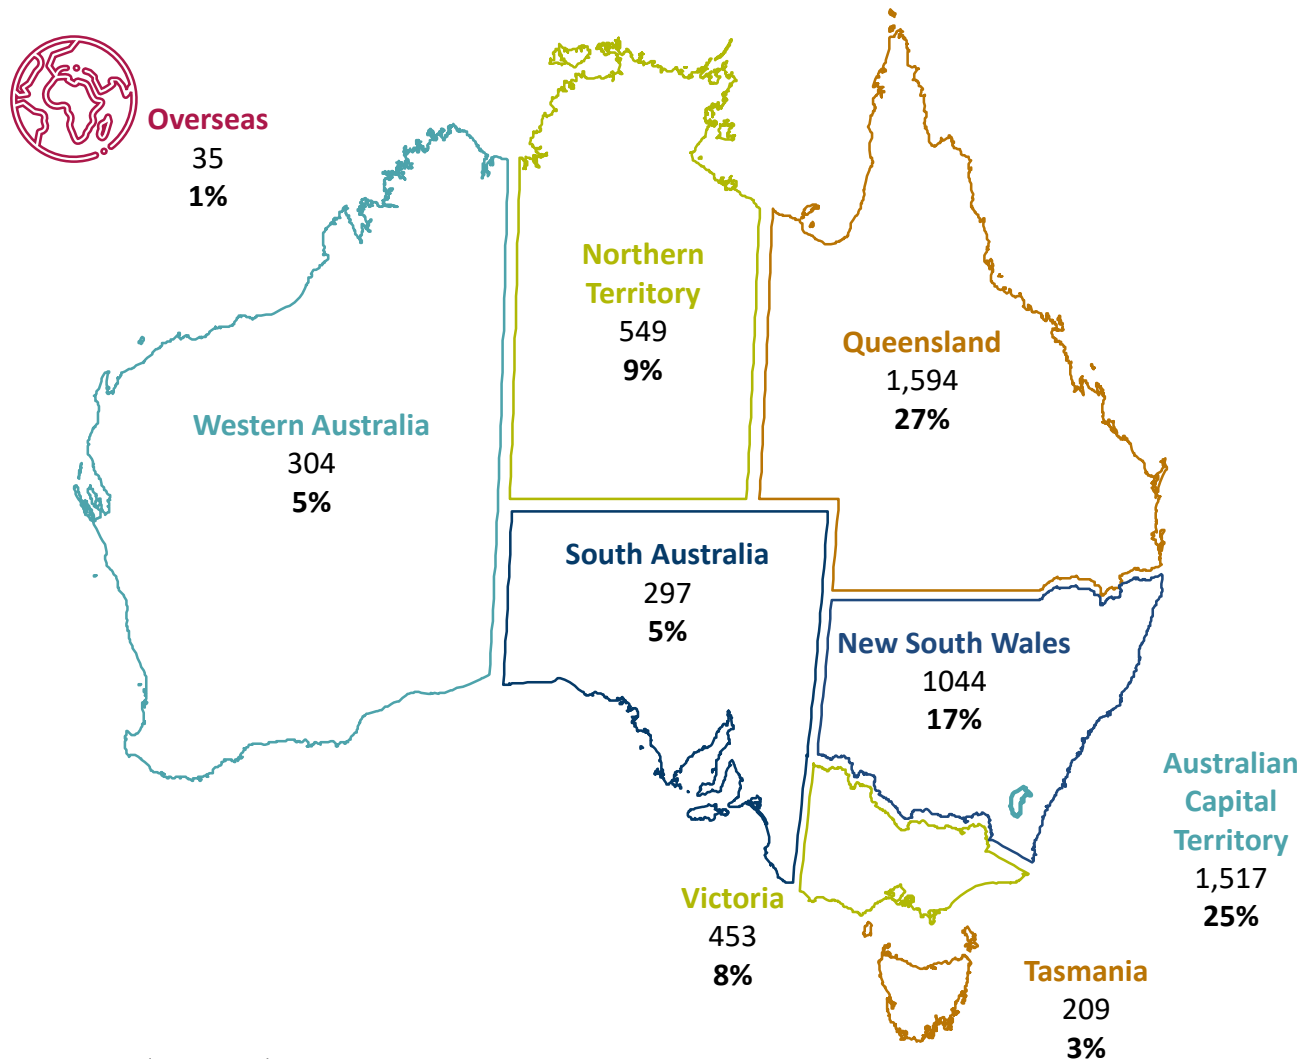 Overseas
35
1%
Northern
Territory
549
9%
Queensland
1,594
27%
Western Australia
304
5%
South Australia
297
5%
New South Wales
1044
17%
Australian
Capital
Territory
1,517
25%
Victoria
453
8%
Tasmania
209
3%